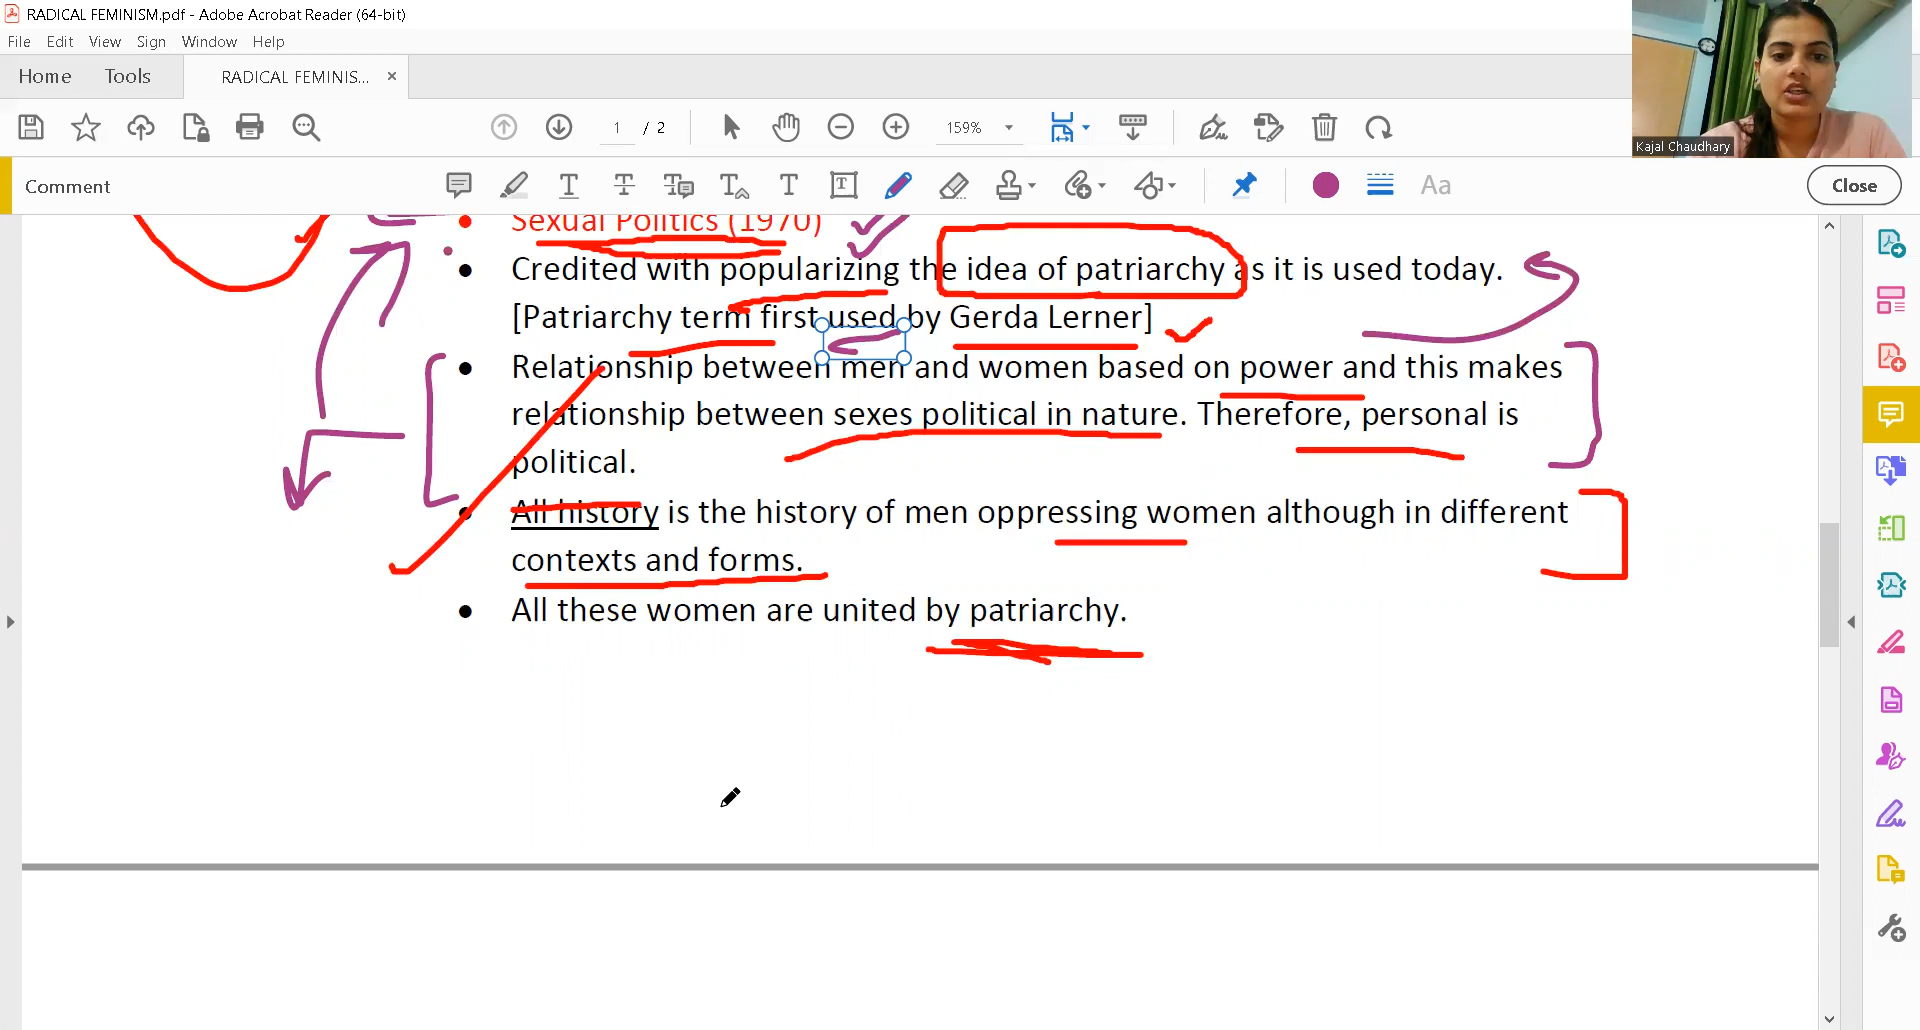 RADICAL FEMINISM.pdf - Adobe Acrobat Reader (64-bit)
File Edit View Sign Window Help
Home Tools RADICAL FEMINIS... ×
1 / 2 159%
Kajal Chaudhary
Comment Aa Close
Sexual Politics (1970)
Credited with popularizing the idea of patriarchy as it is used today.
[Patriarchy term first used by Gerda Lerner]
Relationship between men and women based on power and this makes
relationship between sexes political in nature. Therefore, personal is
political.
All history is the history of men oppressing women although in different
contexts and forms.
All these women are united by patriarchy.